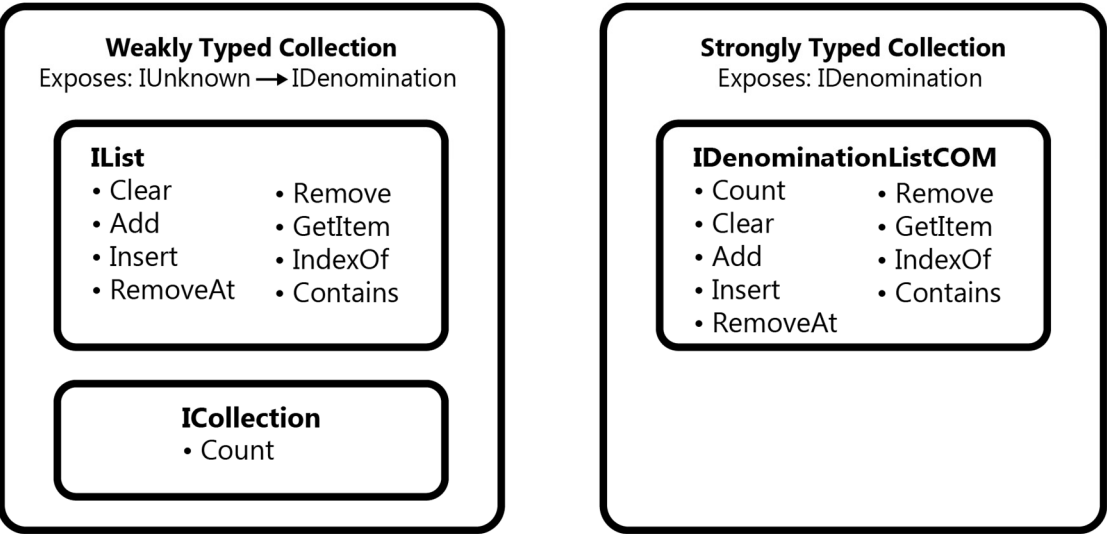 Weakly Typed Collection
Exposes: IUnknown → IDenomination
IList
• Clear
• Add
• Insert
• RemoveAt
• Remove
• GetItem
• IndexOf
• Contains
ICollection
• Count
Strongly Typed Collection
Exposes: IDenomination
IDenominationListCOM
• Count
• Clear
• Add
• Insert
• RemoveAt
• Remove
• GetItem
• IndexOf
• Contains